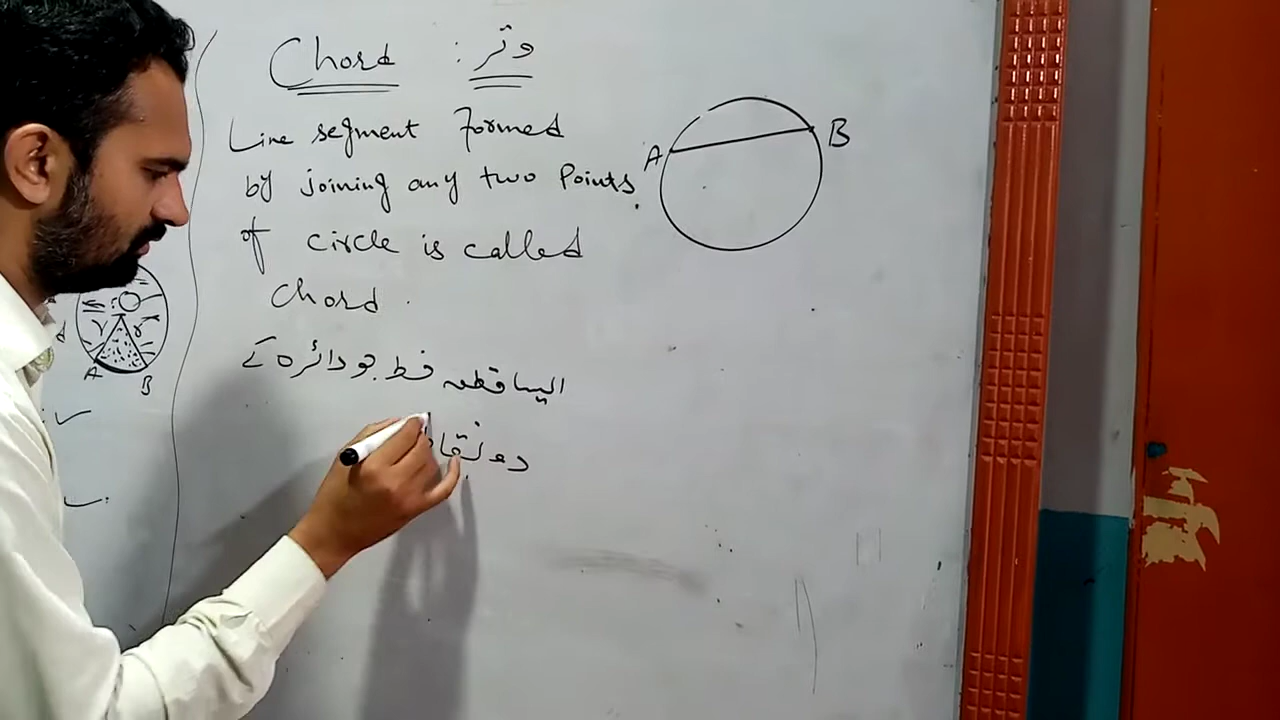 Chord : وتر
Line segment Formed
by joining any two Points
of circle is called
Chord.
ایسا قطعہ خط جو دائرہ کے
دو نقاط
A B
A B
r r